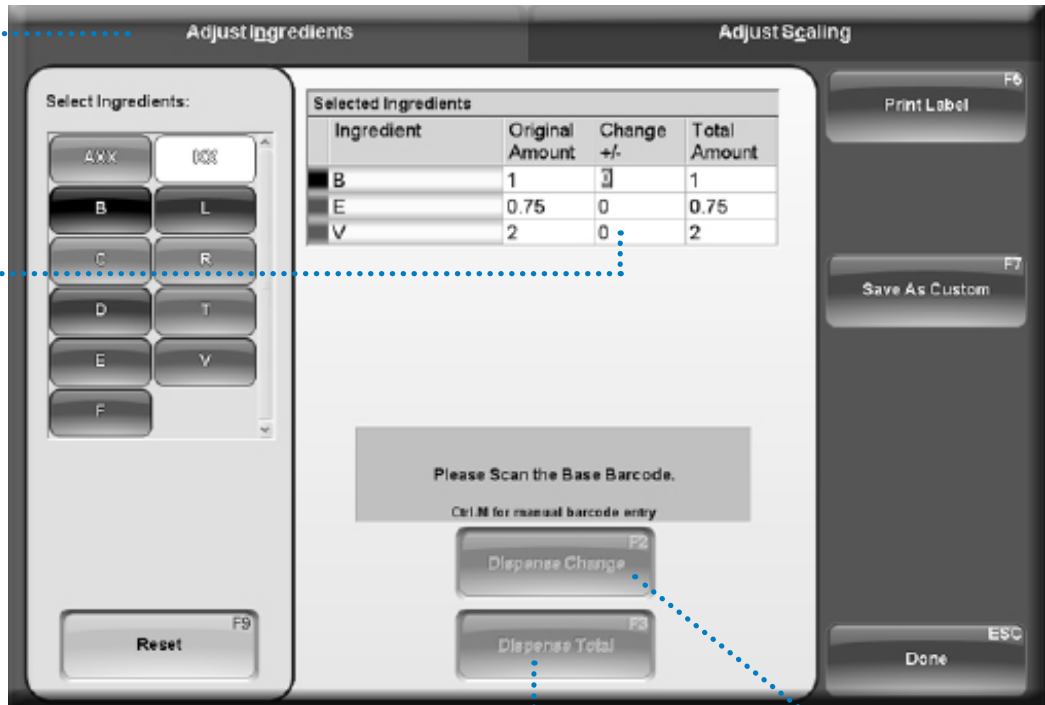 Adjust Ingredients
Adjust Scaling
Select Ingredients:
AXX
B L
C R
D T
E V
F
F9
Reset
Selected Ingredients
Ingredient Original Amount Change +/- Total Amount
B 1 0 1
E 0.75 0 0.75
V 2 0 2
Please Scan the Base Barcode.
Ctrl.M for manual barcode entry
F2
Dispense Change
F3
Dispense Total
F6
Print Label
F7
Save As Custom
ESC
Done